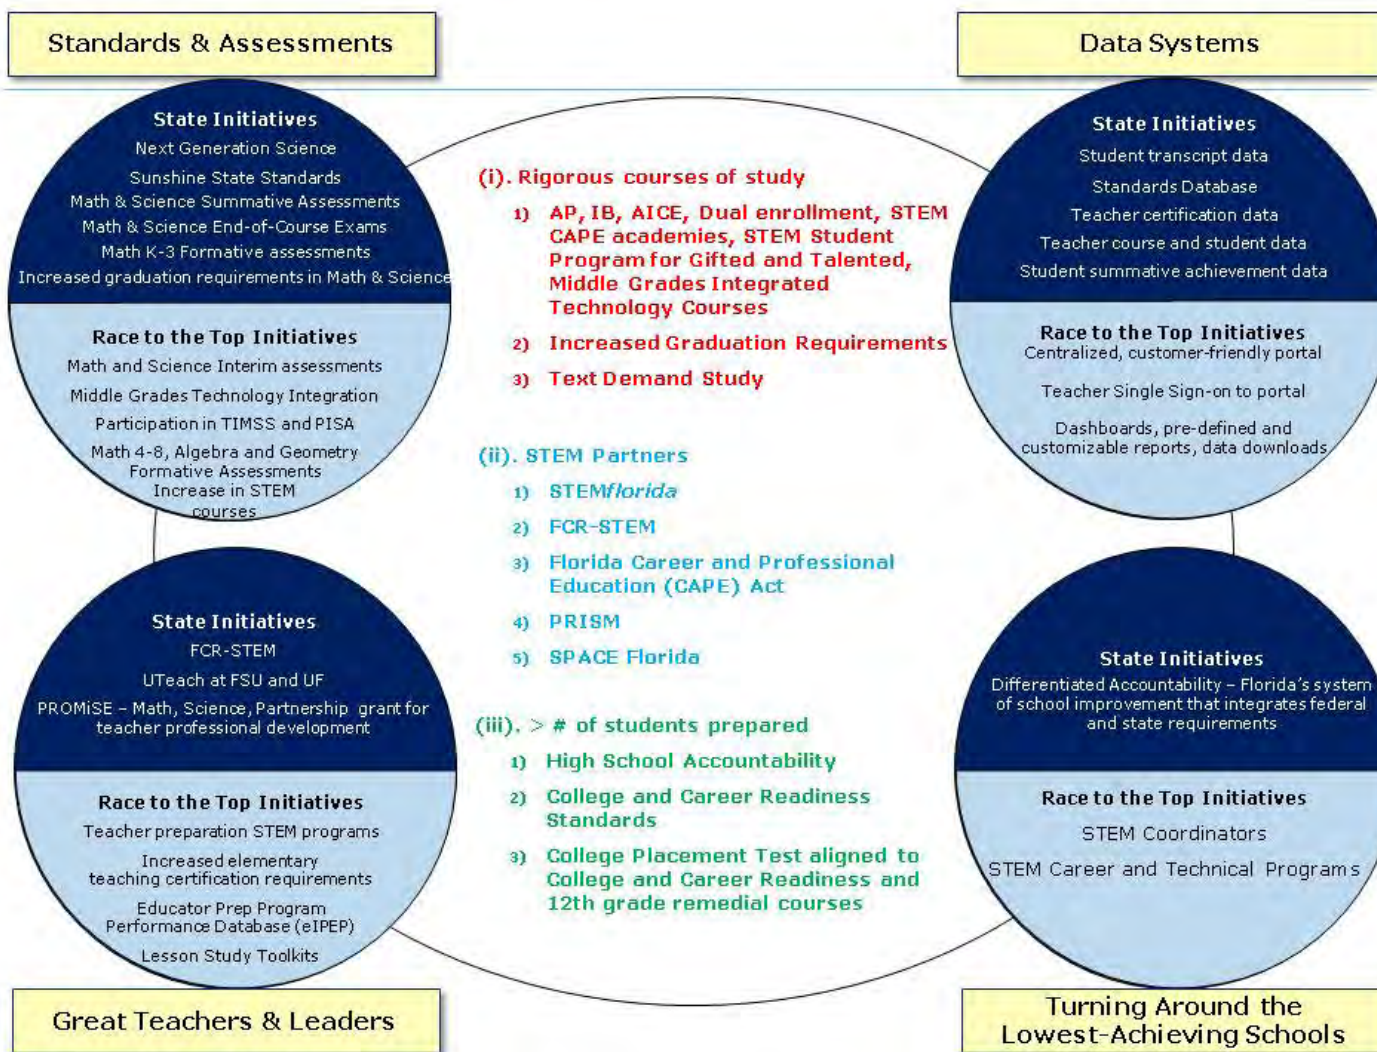 Standards & Assessments
State Initiatives
Next Generation Science
Sunshine State Standards
Math & Science Summative Assessments
Math & Science End-of-Course Exams
Math K-3 Formative assessments
Increased graduation requirements in Math & Science
Race to the Top Initiatives
Math and Science Interim assessments
Middle Grades Technology Integration
Participation in TIMSS and PISA
Math 4-8, Algebra and Geometry
Formative Assessments
Increase in STEM
courses
Data Systems
State Initiatives
Student transcript data
Standards Database
Teacher certification data
Teacher course and student data
Student summative achievement data
Race to the Top Initiatives
Centralized, customer-friendly portal
Teacher Single Sign-on to portal
Dashboards, pre-defined and
customizable reports, data downloads
(i). Rigorous courses of study
1) AP, IB, AICE, Dual enrollment, STEM
CAPE academies, STEM Student
Program for Gifted and Talented,
Middle Grades Integrated
Technology Courses
2) Increased Graduation Requirements
3) Text Demand Study
(ii). STEM Partners
1) STEMflorida
2) FCR-STEM
3) Florida Career and Professional
Education (CAPE) Act
4) PRISM
5) SPACE Florida
(iii). > # of students prepared
1) High School Accountability
2) College and Career Readiness
Standards
3) College Placement Test aligned to
College and Career Readiness and
12th grade remedial courses
State Initiatives
FCR-STEM
UTeach at FSU and UF
PROMiSE – Math, Science, Partnership grant for
teacher professional development
Race to the Top Initiatives
Teacher preparation STEM programs
Increased elementary
teaching certification requirements
Educator Prep Program
Performance Database (eIPEP)
Lesson Study Toolkits
Great Teachers & Leaders
State Initiatives
Differentiated Accountability – Florida's system
of school improvement that integrates federal
and state requirements
Race to the Top Initiatives
STEM Coordinators
STEM Career and Technical Programs
Turning Around the
Lowest-Achieving Schools